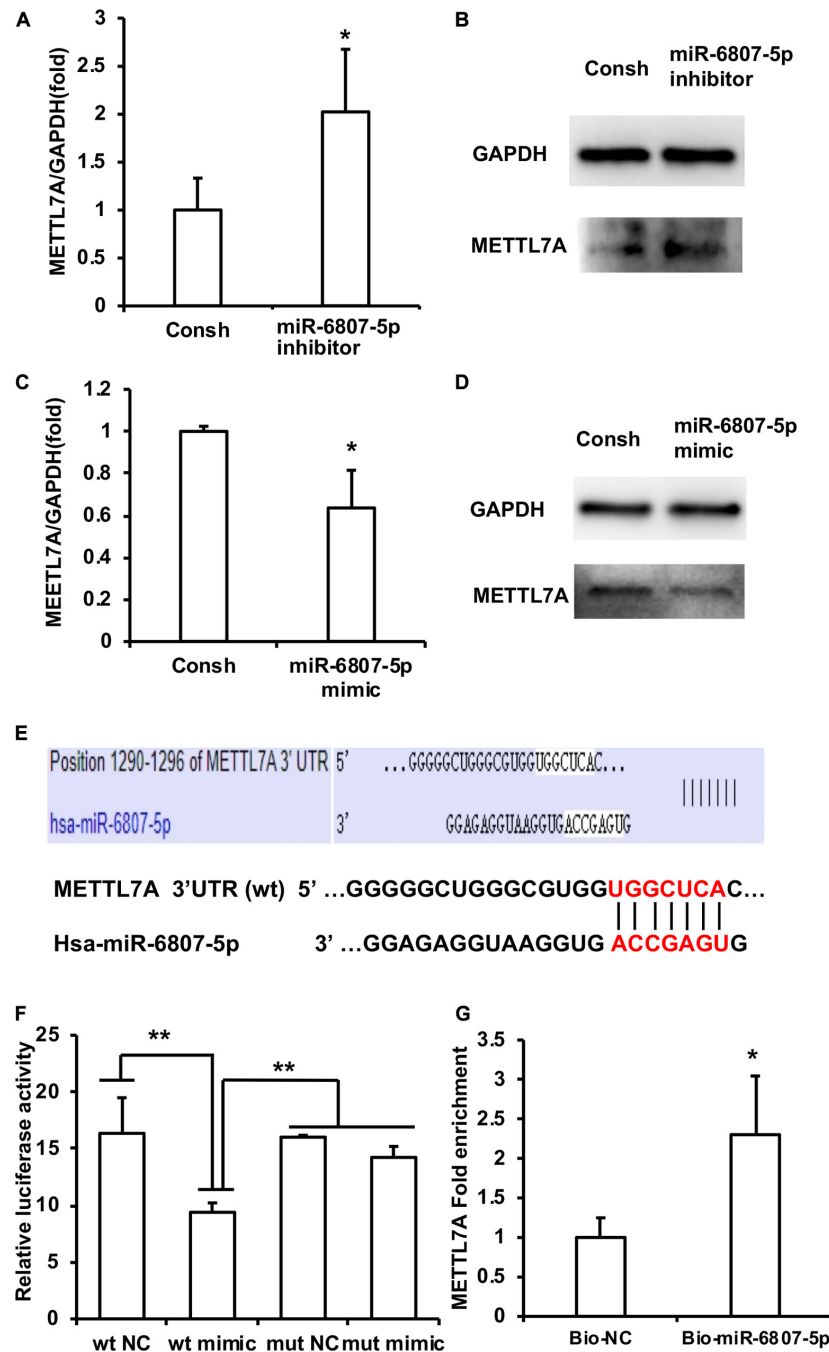 A
METTL7A/GAPDH(fold)
3
2.5
2
1.5
1
0.5
0
*
Consh
miR-6807-5p
inhibitor
B
Consh
miR-6807-5p
inhibitor
GAPDH
METTL7A
C
MEETL7A/GAPDH(fold)
1.2
1
0.8
0.6
0.4
0.2
0
*
Consh
miR-6807-5p
mimic
D
Consh
miR-6807-5p
mimic
GAPDH
METTL7A
E
Position 1290-1296 of METTL7A 3' UTR 5' ...GGGGGCUGGGCGUGGUGGCUCAC...
hsa-miR-6807-5p 3' GGAGAGGUAAGGUGACCGAGUG
METTL7A 3'UTR (wt) 5' ...GGGGGCUGGGCGUGGUGGCUCAC...
Hsa-miR-6807-5p 3' ...GGAGAGGUAAGGUG ACCGAGUG
F
Relative luciferase activity
25
20
15
10
15
0
**
**
wt NC
wt mimic
mut NC
mut mimic
G
METTL7A Fold enrichment
3.5
3
2.5
2
1.5
1
0.5
0
*
Bio-NC
Bio-miR-6807-5p